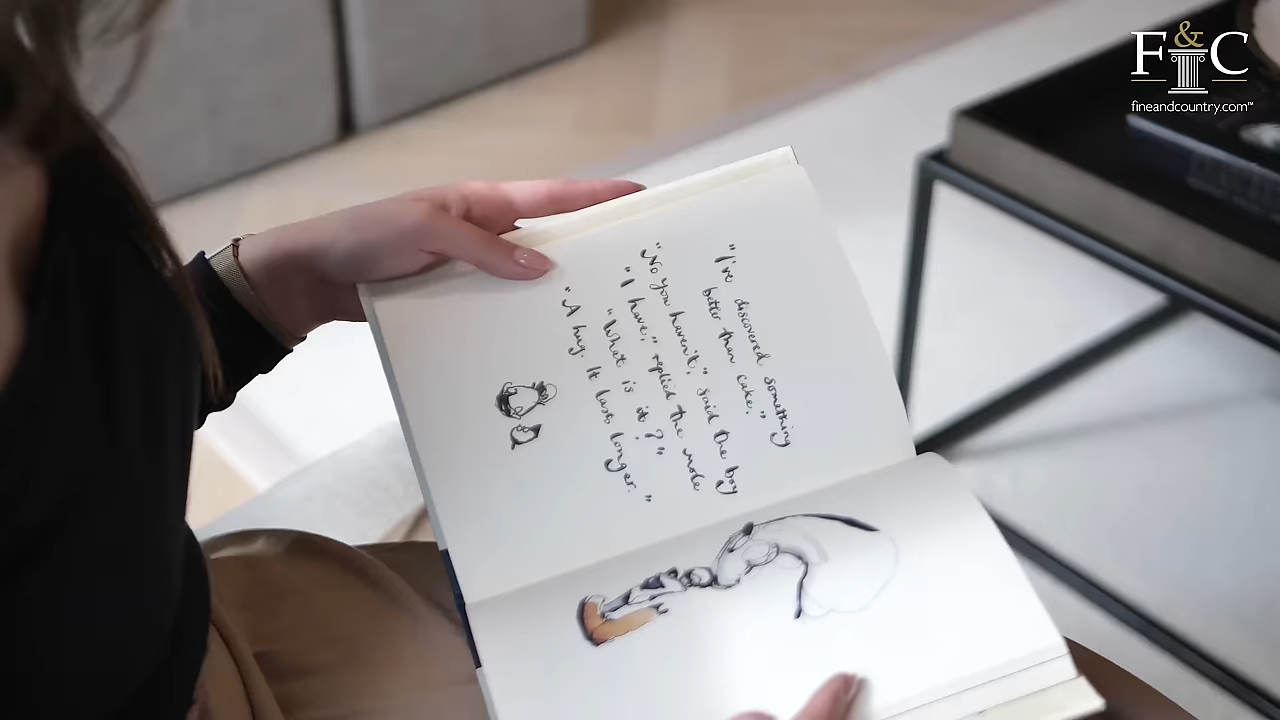 "I've discovered something
better than cake."
"No you haven't," said the boy
"I have," replied the mole
"What is it?"
"A hug. It lasts longer."
F&C
fineandcountry.com™